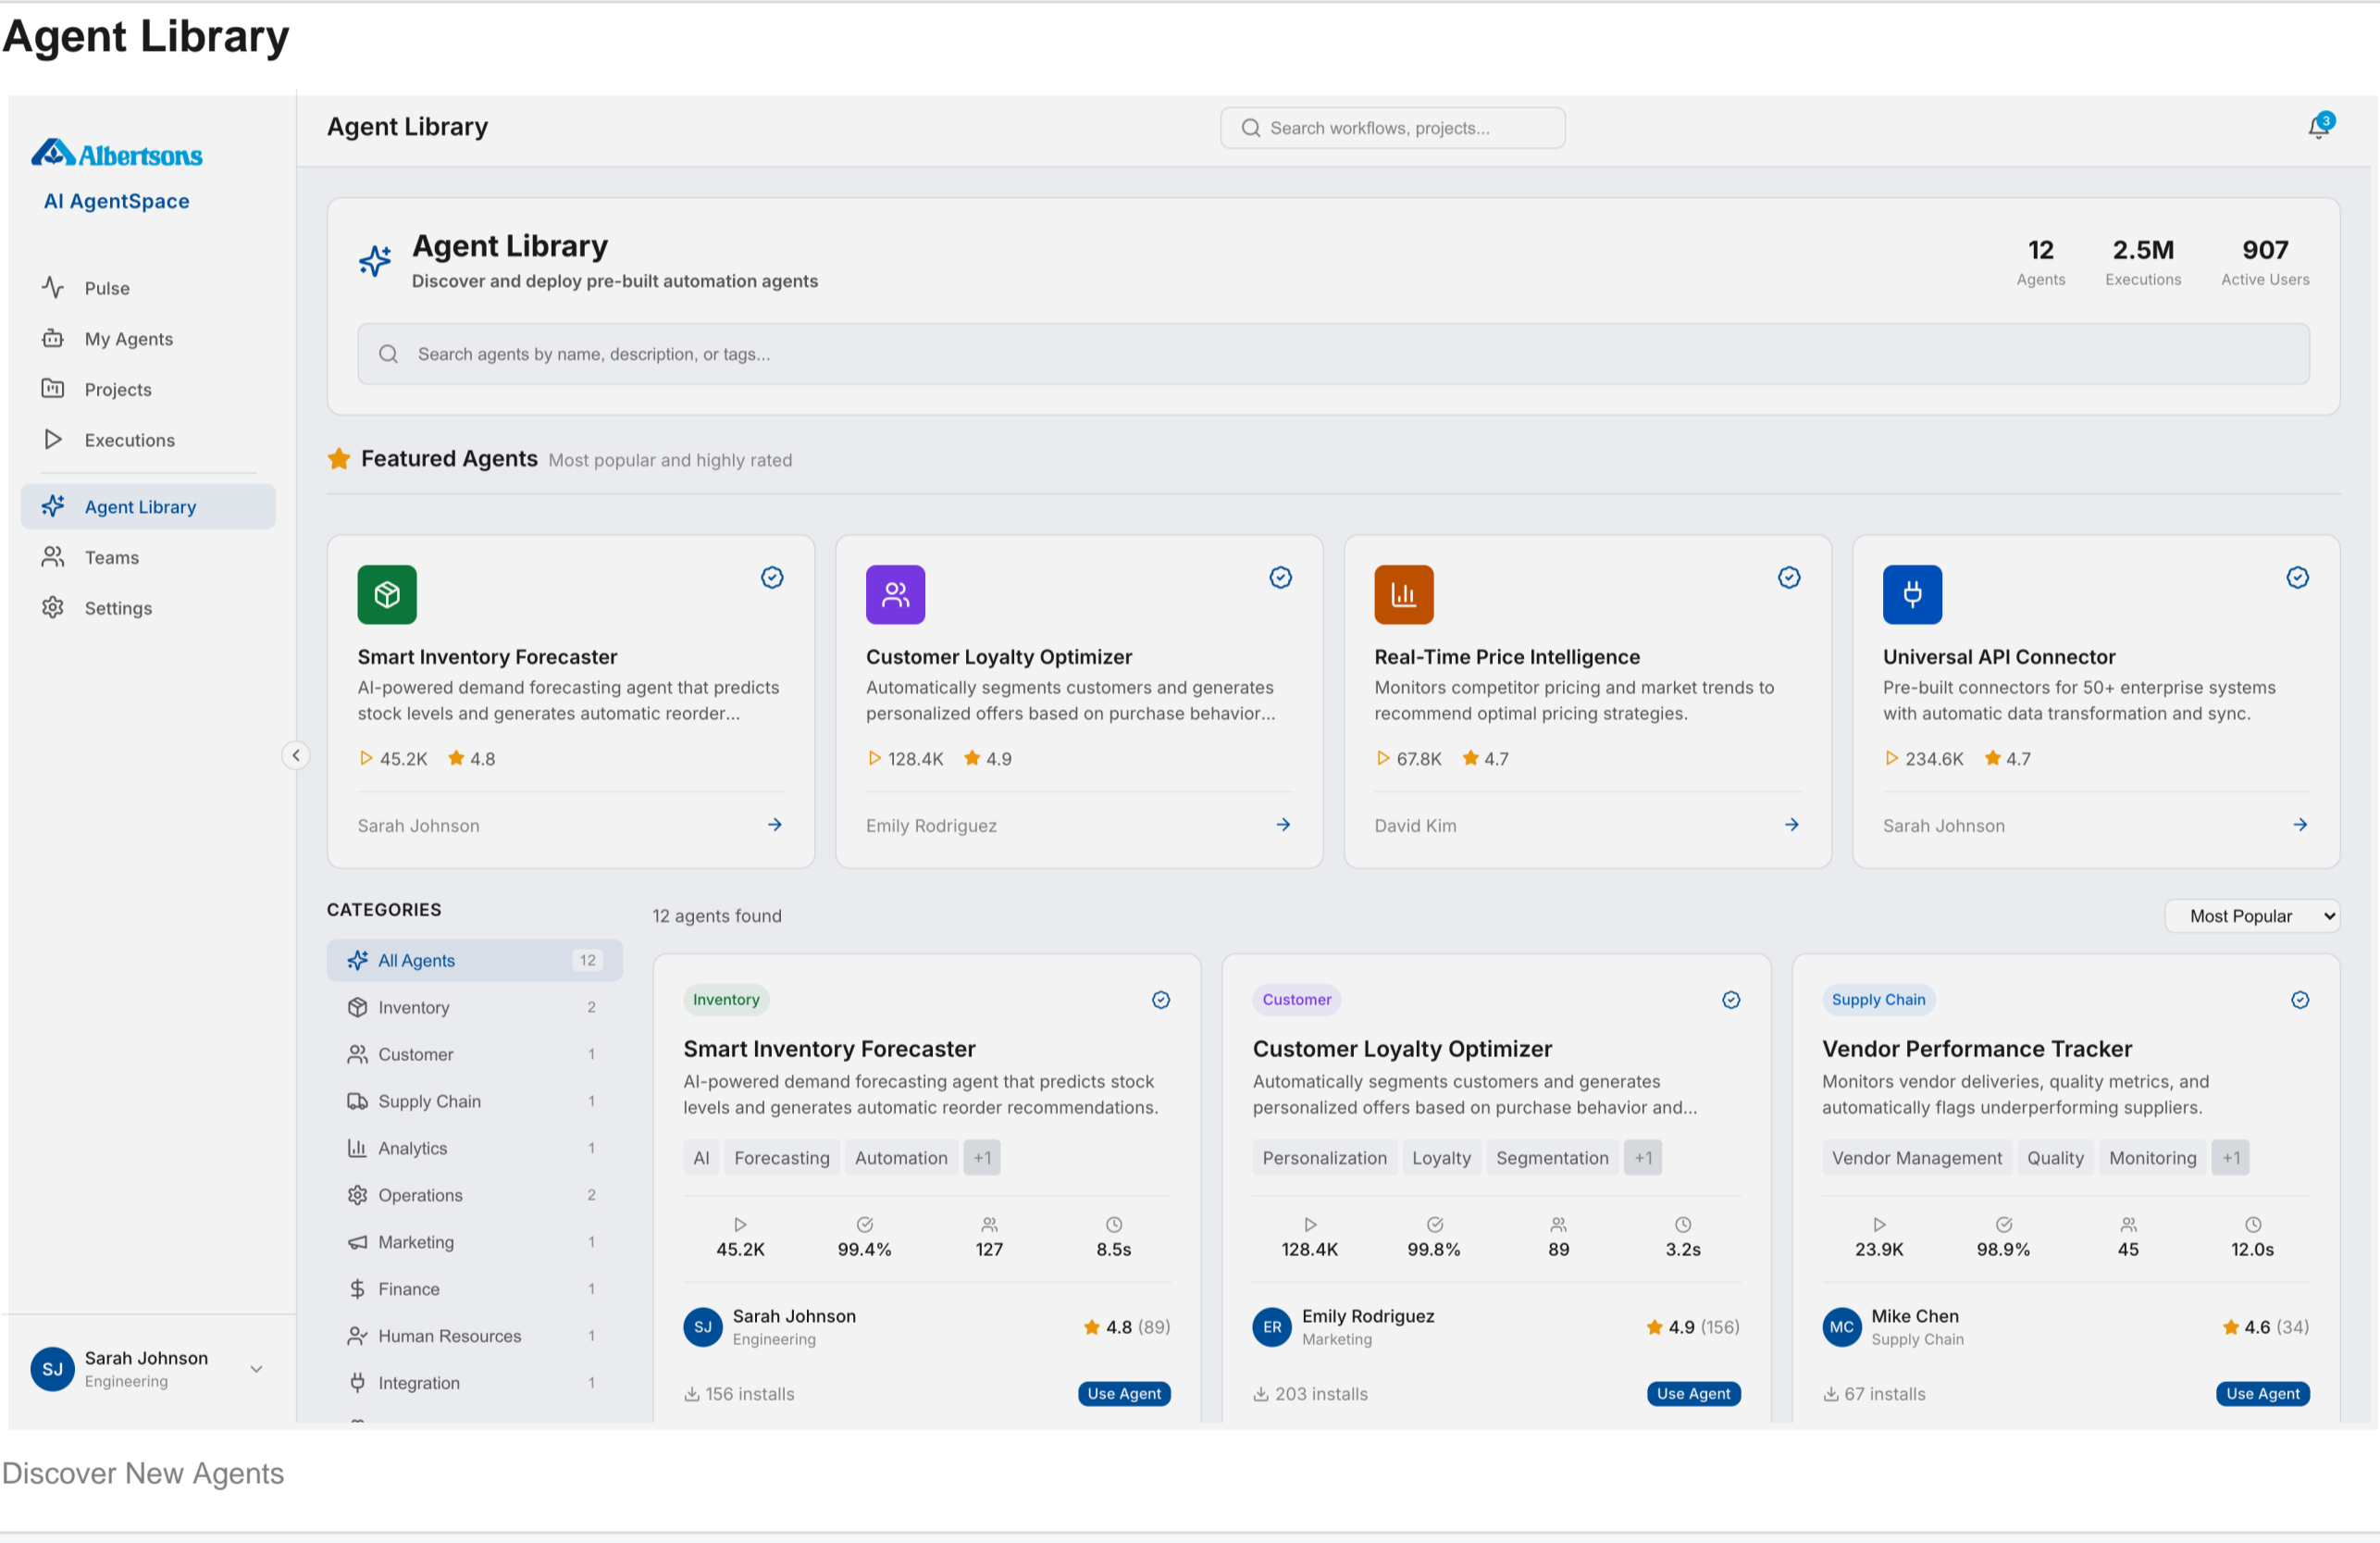 Agent Library
Albertsons
AI AgentSpace
Pulse
My Agents
Projects
Executions
Agent Library
Teams
Settings
SJ
Sarah Johnson
Engineering
Agent Library
Search workflows, projects...
3
Agent Library
Discover and deploy pre-built automation agents
12
Agents
2.5M
Executions
907
Active Users
Search agents by name, description, or tags...
Featured Agents Most popular and highly rated
Smart Inventory Forecaster
AI-powered demand forecasting agent that predicts
stock levels and generates automatic reorder...
45.2K 4.8
Sarah Johnson
Customer Loyalty Optimizer
Automatically segments customers and generates
personalized offers based on purchase behavior...
128.4K 4.9
Emily Rodriguez
Real-Time Price Intelligence
Monitors competitor pricing and market trends to
recommend optimal pricing strategies.
67.8K 4.7
David Kim
Universal API Connector
Pre-built connectors for 50+ enterprise systems
with automatic data transformation and sync.
234.6K 4.7
Sarah Johnson
CATEGORIES
All Agents 12
Inventory 2
Customer 1
Supply Chain 1
Analytics 1
Operations 2
Marketing 1
Finance 1
Human Resources 1
Integration 1
12 agents found
Most Popular
Inventory
Smart Inventory Forecaster
AI-powered demand forecasting agent that predicts stock
levels and generates automatic reorder recommendations.
AI Forecasting Automation +1
45.2K 99.4% 127 8.5s
SJ
Sarah Johnson
Engineering
4.8 (89)
156 installs
Use Agent
Customer
Customer Loyalty Optimizer
Automatically segments customers and generates
personalized offers based on purchase behavior and...
Personalization Loyalty Segmentation +1
128.4K 99.8% 89 3.2s
ER
Emily Rodriguez
Marketing
4.9 (156)
203 installs
Use Agent
Supply Chain
Vendor Performance Tracker
Monitors vendor deliveries, quality metrics, and
automatically flags underperforming suppliers.
Vendor Management Quality Monitoring +1
23.9K 98.9% 45 12.0s
MC
Mike Chen
Supply Chain
4.6 (34)
67 installs
Use Agent
Discover New Agents